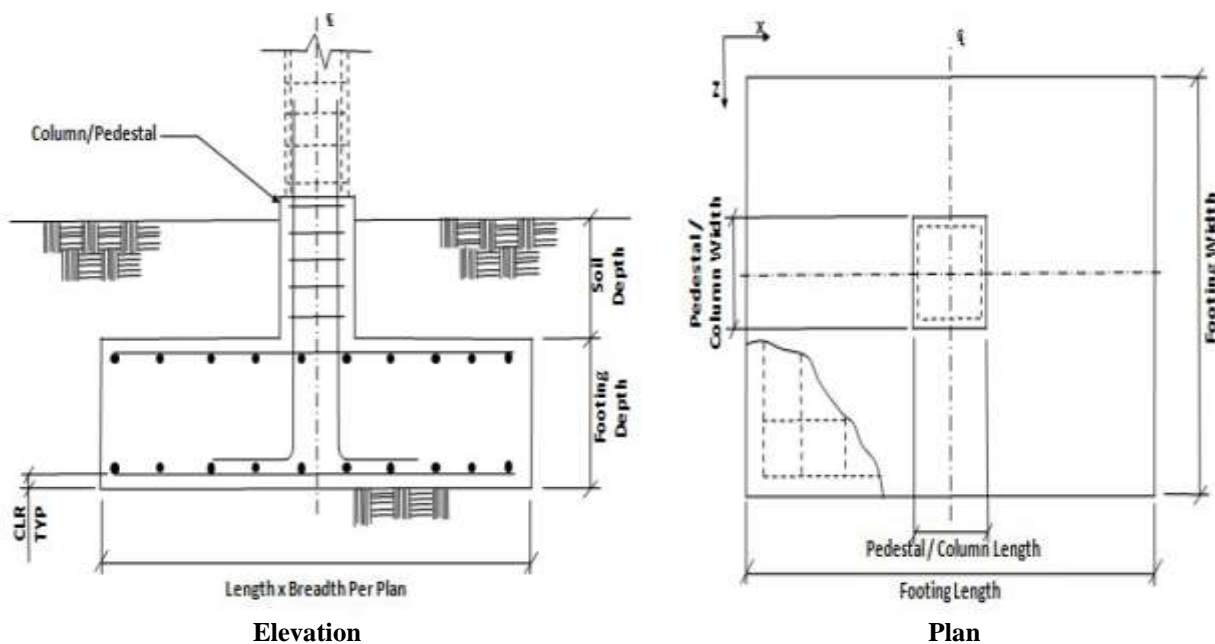 ℄
Column/Pedestal
Soil
Depth
Footing
Depth
CLR
TYP
Length x Breadth Per Plan
Elevation
X
Z
℄
Pedestal /
Column Width
Footing Width
Pedestal / Column Length
Footing Length
Plan